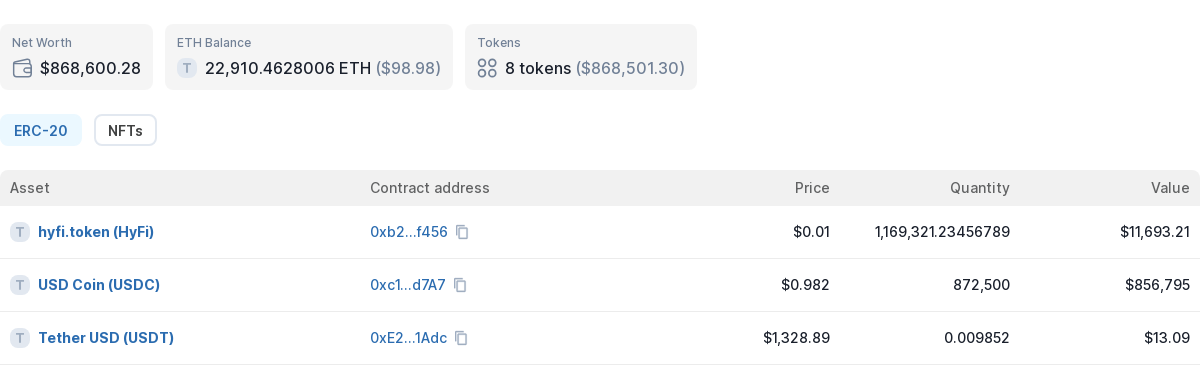 Net Worth
$868,600.28
ETH Balance
T 22,910.4628006 ETH ($98.98)
Tokens
8 tokens ($868,501.30)
ERC-20 NFTs
Asset Contract address Price Quantity Value
T hyfi.token (HyFi) 0xb2...f456 $0.01 1,169,321.23456789 $11,693.21
T USD Coin (USDC) 0xc1...d7A7 $0.982 872,500 $856,795
T Tether USD (USDT) 0xE2...1Adc $1,328.89 0.009852 $13.09